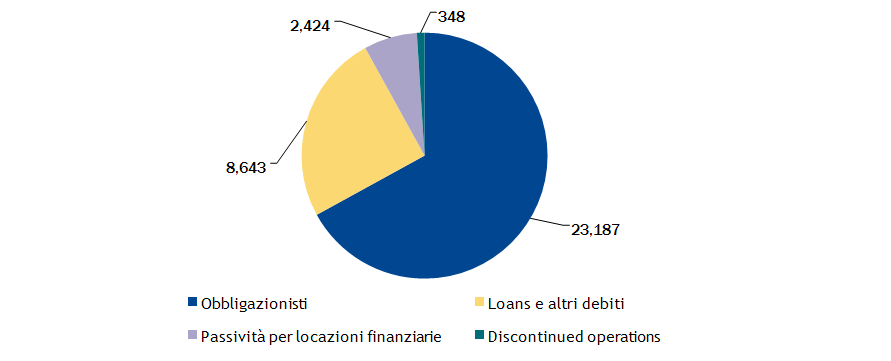 348
2,424
8,643
23,187
Obbligazionisti
Loans e altri debiti
Passività per locazioni finanziarie
Discontinued operations